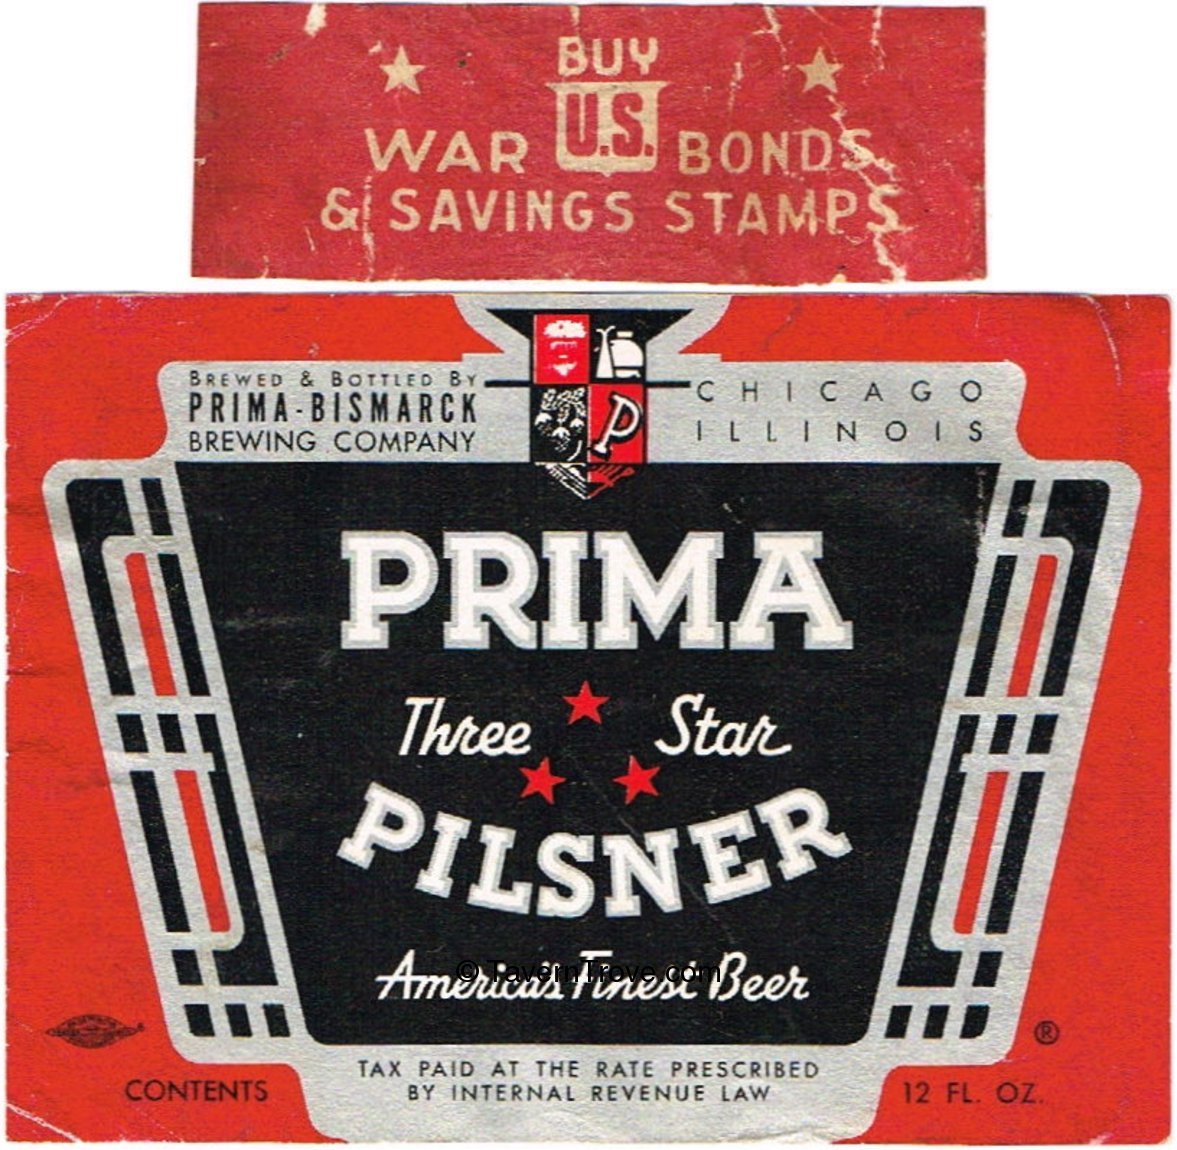 BUY
U.S.
WAR BONDS
& SAVINGS STAMPS
BREWED & BOTTLED BY
PRIMA-BISMARCK
BREWING COMPANY
CHICAGO
ILLINOIS
P
PRIMA
Three Star
PILSNER
America's Finest Beer
© TavernTrove.com
®
TAX PAID AT THE RATE PRESCRIBED
BY INTERNAL REVENUE LAW
CONTENTS 12 FL. OZ.